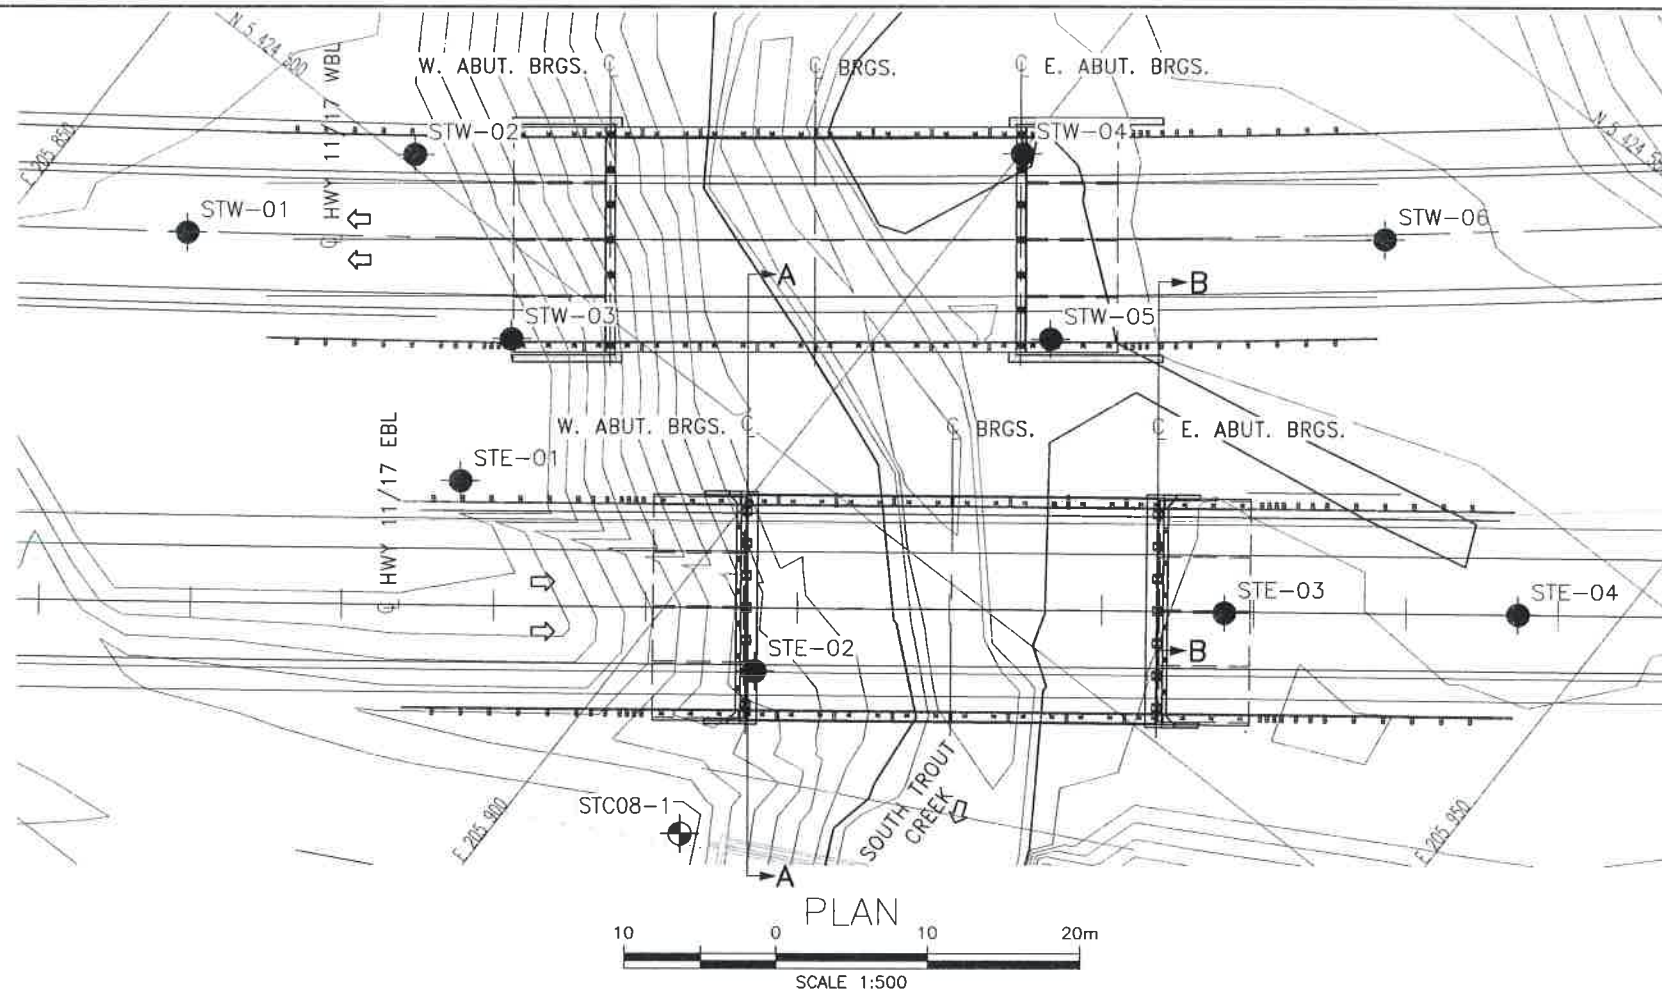 N 5 424 500
W. ABUT. BRGS. ℄
℄ BRGS.
℄ E. ABUT. BRGS.
E 205 850
℄ HWY 11/17 WBL
STW-02
STW-04
N 5 424 55
STW-01
STW-06
A
B
STW-03
STW-05
W. ABUT. BRGS. ℄
℄ BRGS.
℄ E. ABUT. BRGS.
STE-01
℄ HWY 11/17 EBL
STE-03
STE-04
STE-02
B
E 205 900
STC08-1
SOUTH TROUT
CREEK
E 205 950
A
PLAN
10 0 10 20m
SCALE 1:500